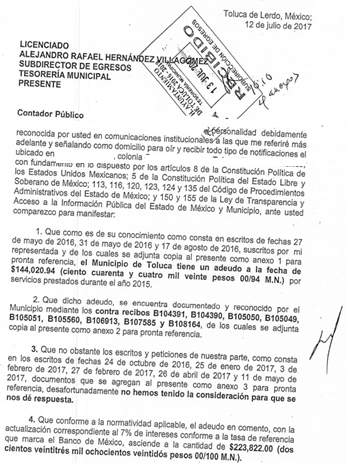 Toluca de Lerdo, México;
12 de julio de 2017
LICENCIADO
ALEJANDRO RAFAEL HERNÁNDEZ VILLAGÓMEZ
SUBDIRECTOR DE EGRESOS
TESORERÍA MUNICIPAL
PRESENTE
RECIBIDO
SUBDIRECCIÓN DE EGRESOS
13 JUL
Contador Público
personalidad debidamente
reconocida por usted en comunicaciones institucionales a las que me referiré más
adelante y señalando como domicilio para oír y recibir todo tipo de notificaciones el
ubicado en , colonia
con fundamento en lo dispuesto por los artículos 8 de la Constitución Política de
los Estados Unidos Mexicanos; 5 de la Constitución Política del Estado Libre y
Soberano de México; 113, 116, 120, 123, 134 y 135 del Código de Procedimientos
Administrativos del Estado de México; y 150 y 155 de la Ley de Transparencia y
Acceso a la Información Pública del Estado de México y Municipio, ante usted
comparezco para manifestar:
1. Que como es de su conocimiento como consta en escritos de fechas 27
de mayo de 2016, 31 de mayo de 2016 y 17 de agosto de 2016, suscritos por mi
representada y de los cuales se adjunta copia al presente como anexo 1 para
pronta referencia, el Municipio de Toluca tiene un adeudo a la fecha de
$144,020.94 (ciento cuarenta y cuatro mil veinte pesos 00/94 M.N.) por
servicios prestados durante el año 2015.
2. Que dicho adeudo, se encuentra documentado y reconocido por el
Municipio mediante los contra recibos B104391, B104390, B105050, B105049,
B105051, B105560, B106913, B107585 y B108164, de los cuales se adjunta
copia al presente como anexo 2 para pronta referencia.
3. Que no obstante los escritos y peticiones de nuestra parte, como consta
en los escritos de fechas 24 de octubre de 2016, 25 de enero de 2017, 3 de
febrero de 2017, 27 de febrero de 2017, 26 de abril de 2017 y 11 de mayo de
2017, documentos que se agregan al presente como anexo 3 para pronta
referencia, desafortunadamente no hemos tenido la consideración para que se
nos dé respuesta.
4. Que conforme a la normatividad aplicable, el adeudo en comento, con la
actualización correspondiente al 7% de intereses conforme a la tasa de referencia
que marca el Banco de México, asciende a la cantidad de $223,822.00 (dos
cientos veintitrés mil ochocientos veintidós pesos 00/100 M.N.).